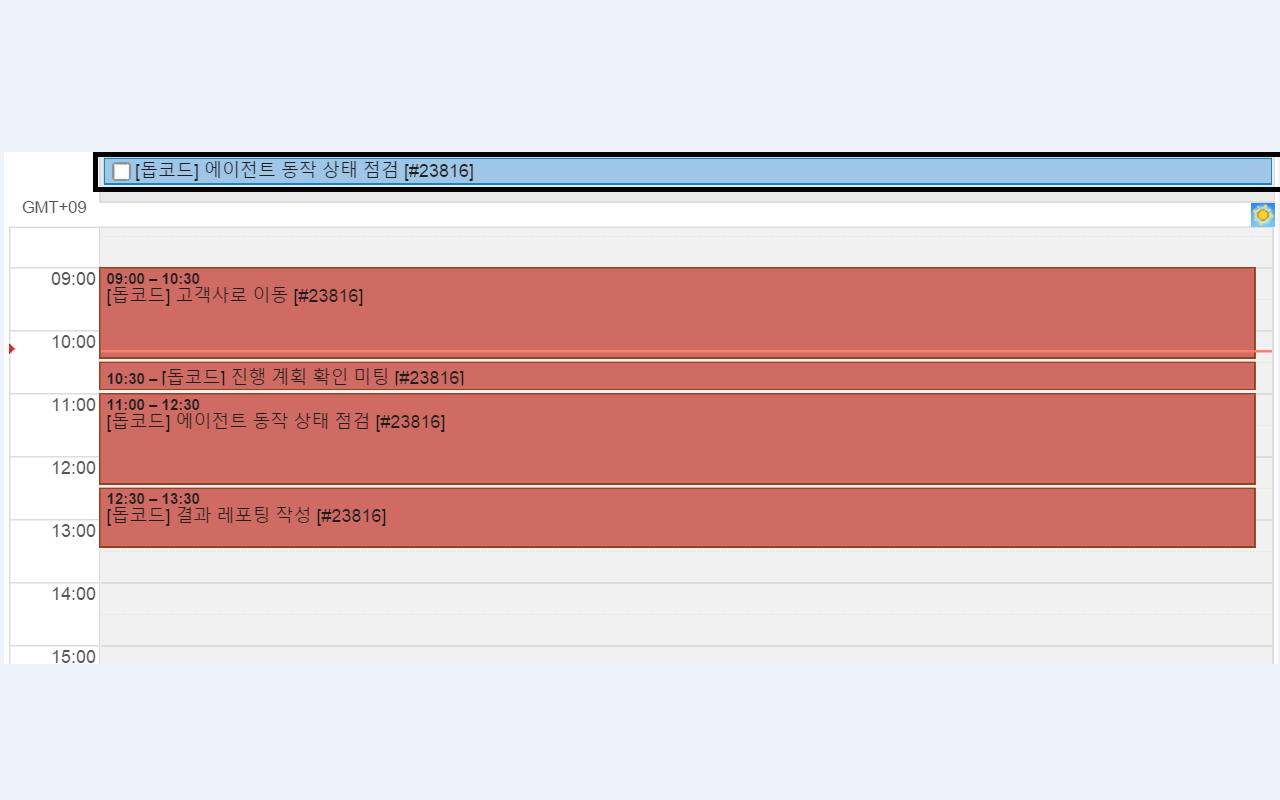 [돕코드] 에이전트 동작 상태 점검 [#23816]
GMT+09
09:00
09:00 – 10:30
[돕코드] 고객사로 이동 [#23816]
10:00
10:30 – [돕코드] 진행 계획 확인 미팅 [#23816]
11:00
11:00 – 12:30
[돕코드] 에이전트 동작 상태 점검 [#23816]
12:00
12:30 – 13:30
[돕코드] 결과 레포팅 작성 [#23816]
13:00
14:00
15:00